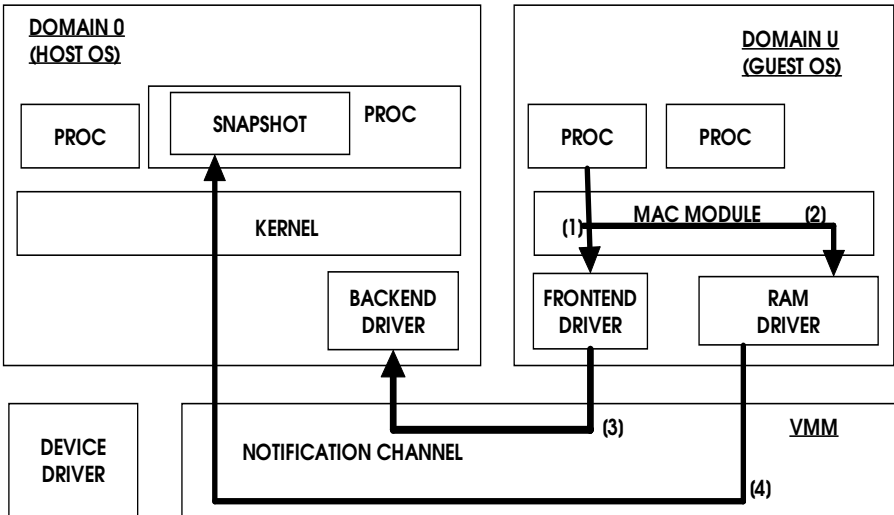 DOMAIN 0
(HOST OS)
PROC
SNAPSHOT
PROC
KERNEL
BACKEND
DRIVER
DOMAIN U
(GUEST OS)
PROC
PROC
MAC MODULE
(1)
(2)
FRONTEND
DRIVER
RAM
DRIVER
DEVICE
DRIVER
NOTIFICATION CHANNEL
(3)
VMM
(4)